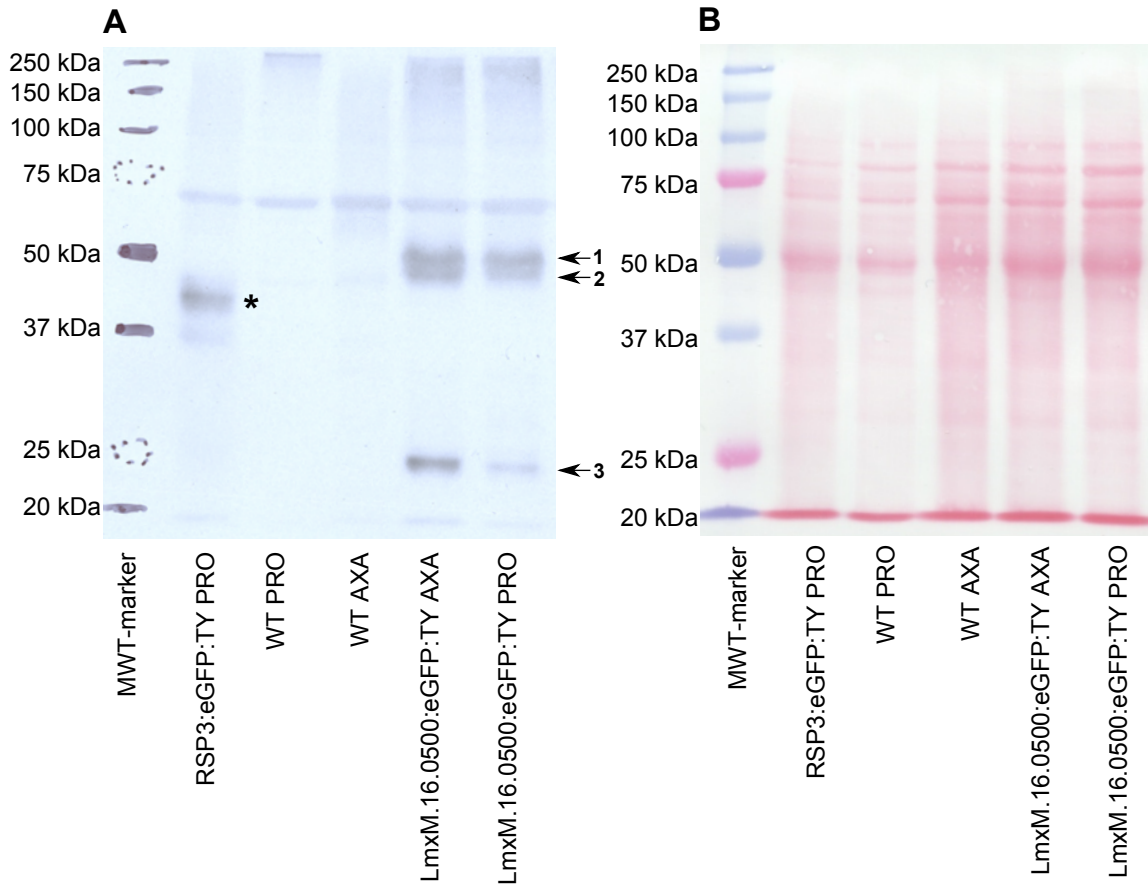 A
250 kDa
150 kDa
100 kDa
75 kDa
50 kDa
37 kDa
25 kDa
20 kDa
*
1
2
3
MWT-marker
RSP3:eGFP:TY PRO
WT PRO
WT AXA
LmxM.16.0500:eGFP:TY AXA
LmxM.16.0500:eGFP:TY PRO
B
250 kDa
150 kDa
100 kDa
75 kDa
50 kDa
37 kDa
25 kDa
20 kDa
MWT-marker
RSP3:eGFP:TY PRO
WT PRO
WT AXA
LmxM.16.0500:eGFP:TY AXA
LmxM.16.0500:eGFP:TY PRO